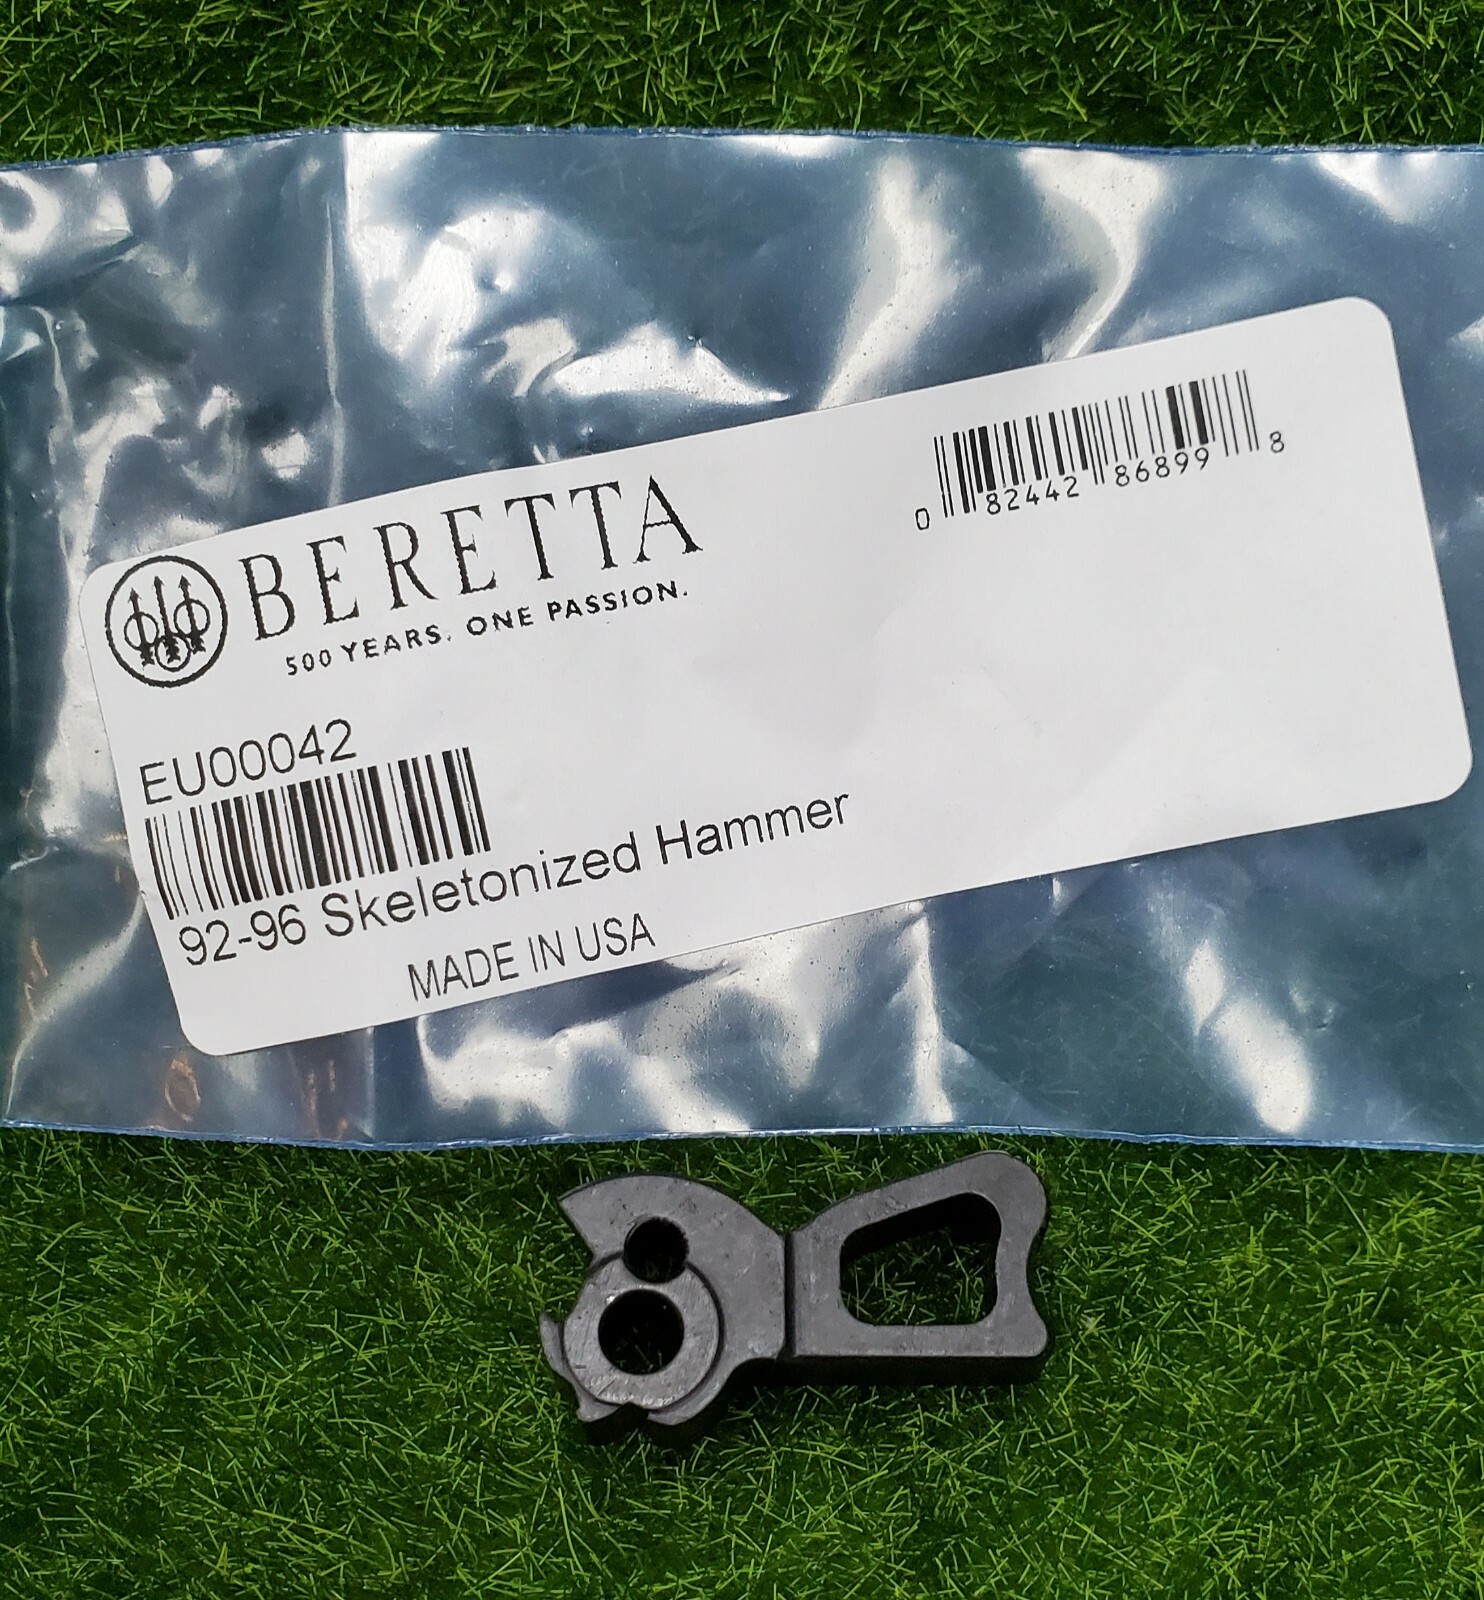 BERETTA
500 YEARS. ONE PASSION.
0 82442 86899 8
EU00042
92-96 Skeletonized Hammer
MADE IN USA